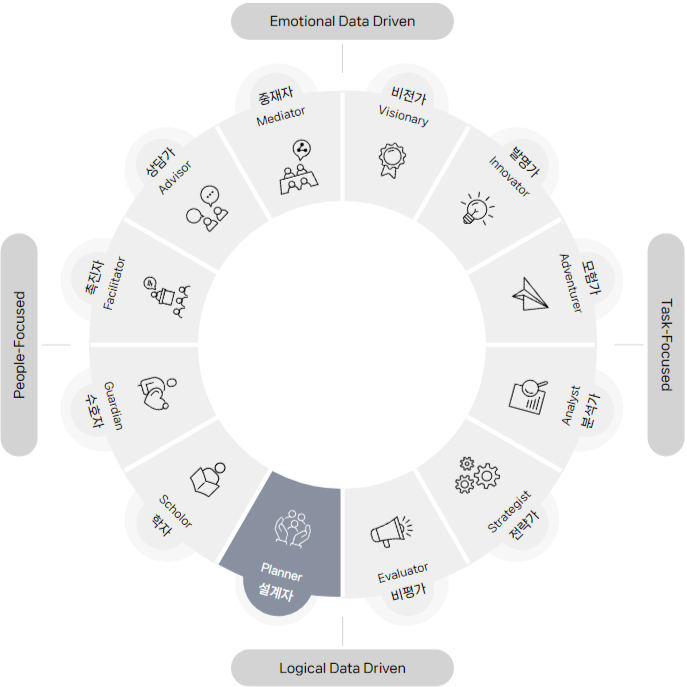 Emotional Data Driven
중재자
Mediator
비전가
Visionary
발명가
Innovator
모험가
Adventurer
Task-Focused
Analyst
분석가
Strategist
전략가
Evaluator
비평가
Planner
설계자
Scholor
학자
Guardian
수호자
촉진자
Facilitator
상담가
Advisor
People-Focused
Logical Data Driven